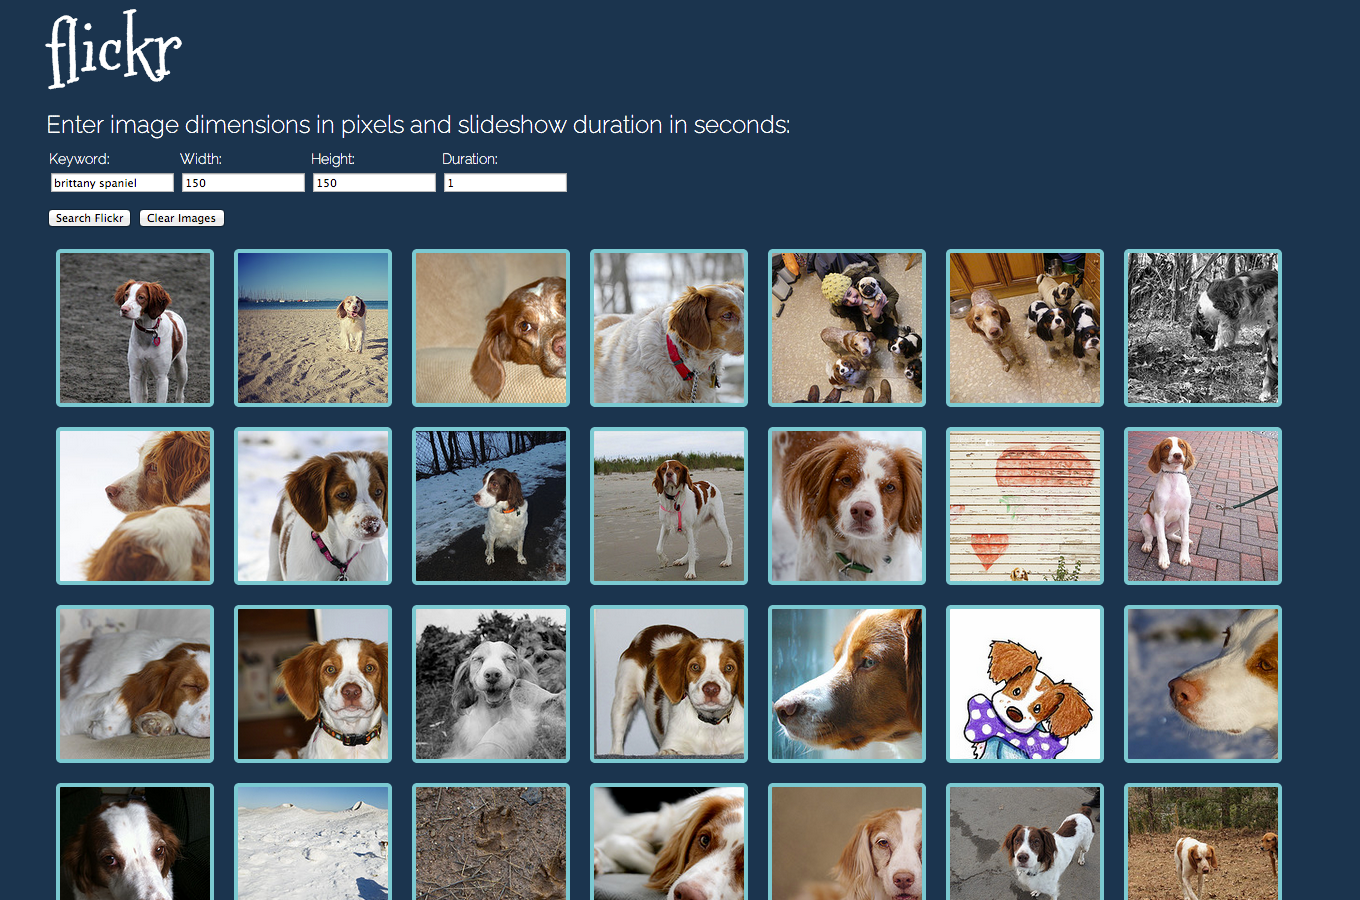 flickr
Enter image dimensions in pixels and slideshow duration in seconds:
Keyword: Width: Height: Duration:
brittany spaniel 150 150 1
Search Flickr Clear Images